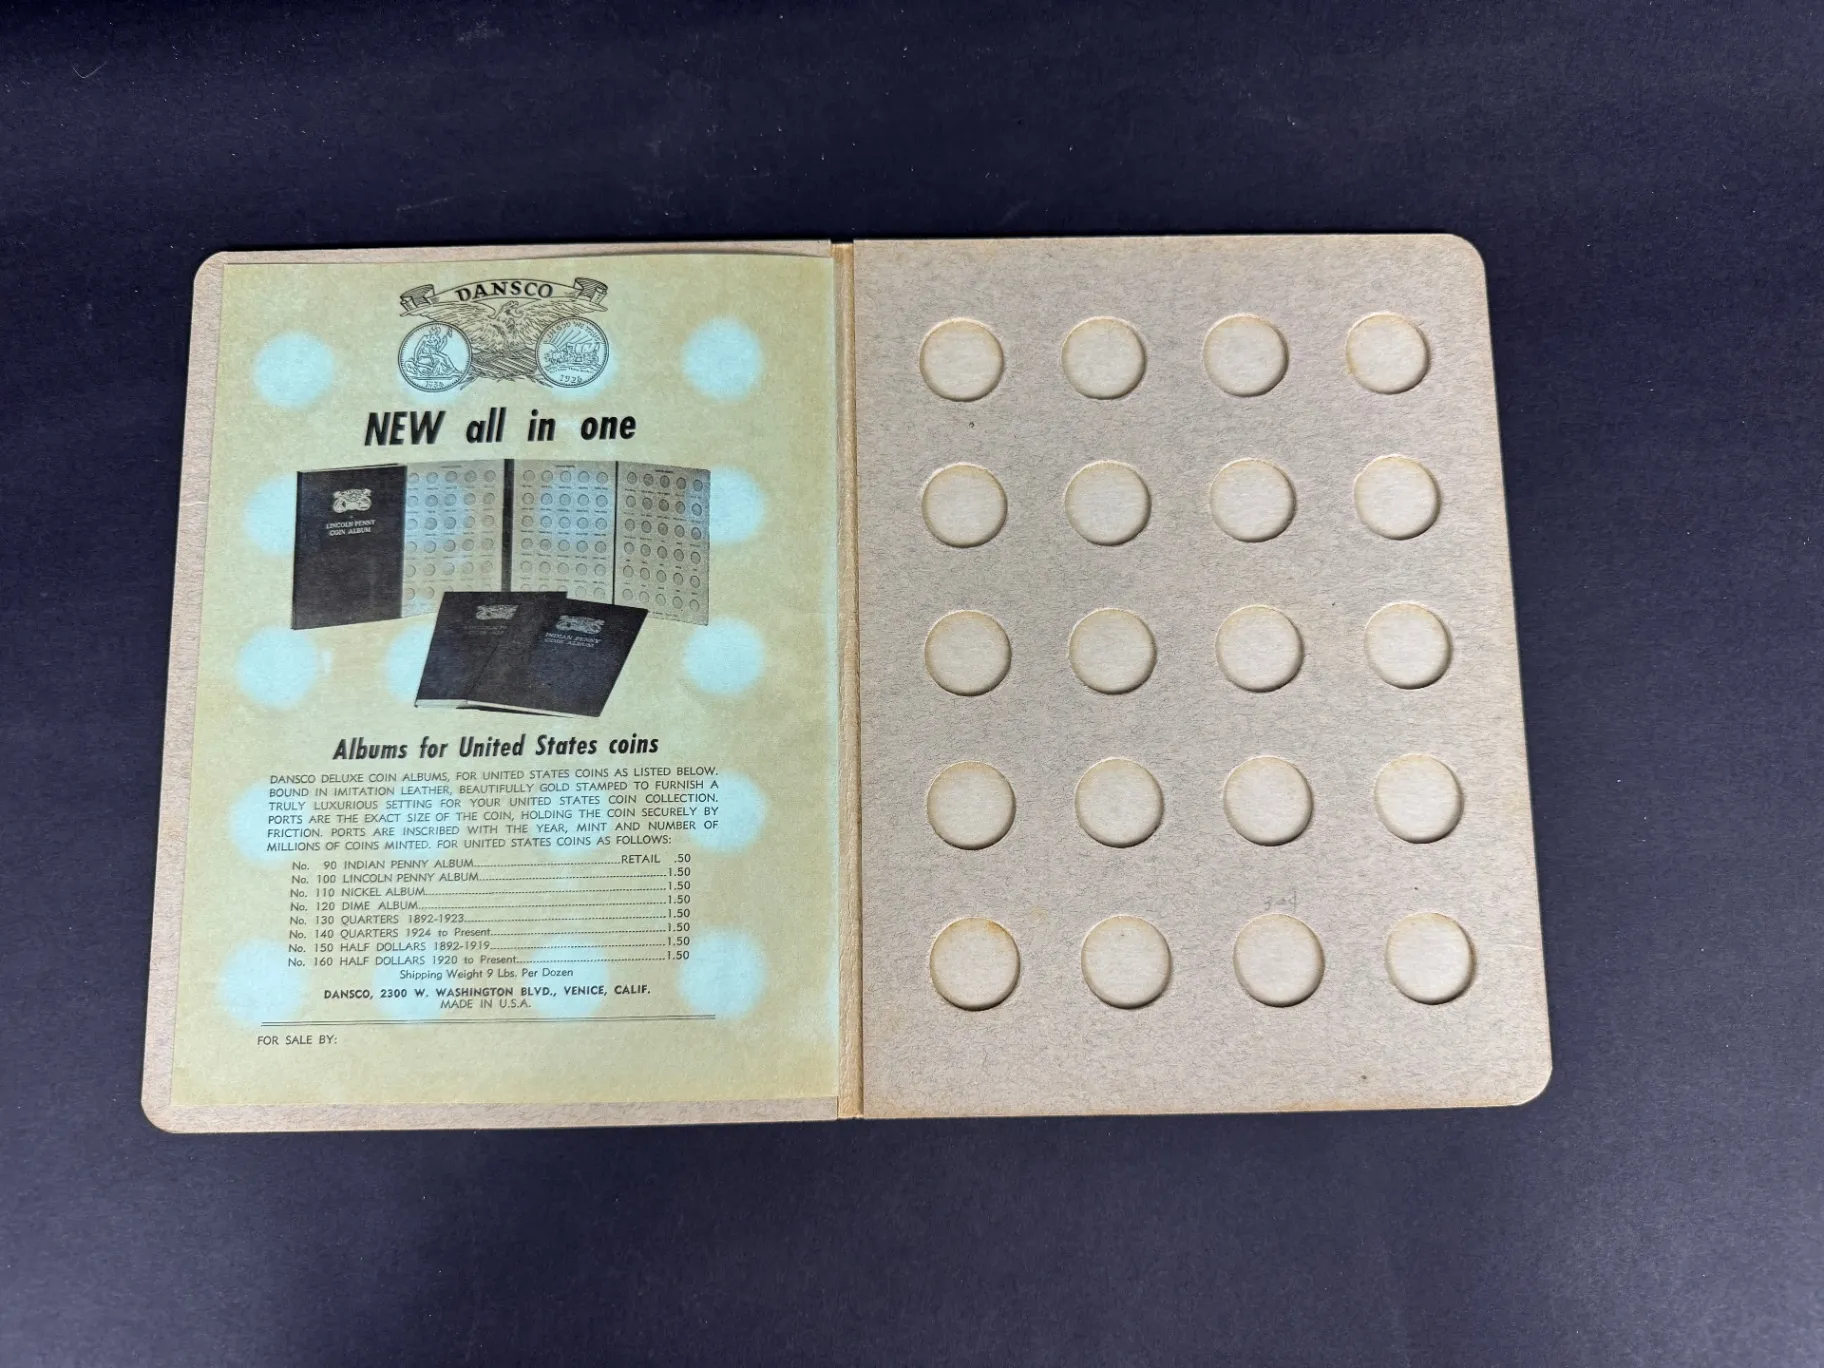 DANSCO
1936
1926
NEW all in one
LINCOLN PENNY
COIN ALBUM
INDIAN PENNY
COIN ALBUM
Albums for United States coins
DANSCO DELUXE COIN ALBUMS, FOR UNITED STATES COINS AS LISTED BELOW.
BOUND IN IMITATION LEATHER, BEAUTIFULLY GOLD STAMPED TO FURNISH A
TRULY LUXURIOUS SETTING FOR YOUR UNITED STATES COIN COLLECTION.
PORTS ARE THE EXACT SIZE OF THE COIN, HOLDING THE COIN SECURELY BY
FRICTION. PORTS ARE INSCRIBED WITH THE YEAR, MINT AND NUMBER OF
MILLIONS OF COINS MINTED. FOR UNITED STATES COINS AS FOLLOWS:
No. 90 INDIAN PENNY ALBUM RETAIL .50
No. 100 LINCOLN PENNY ALBUM 1.50
No. 110 NICKEL ALBUM 1.50
No. 120 DIME ALBUM 1.50
No. 130 QUARTERS 1892-1923 1.50
No. 140 QUARTERS 1924 to Present 1.50
No. 150 HALF DOLLARS 1892-1919 1.50
No. 160 HALF DOLLARS 1920 to Present 1.50
Shipping Weight 9 Lbs. Per Dozen
DANSCO, 2300 W. WASHINGTON BLVD., VENICE, CALIF.
MADE IN U.S.A.
FOR SALE BY: